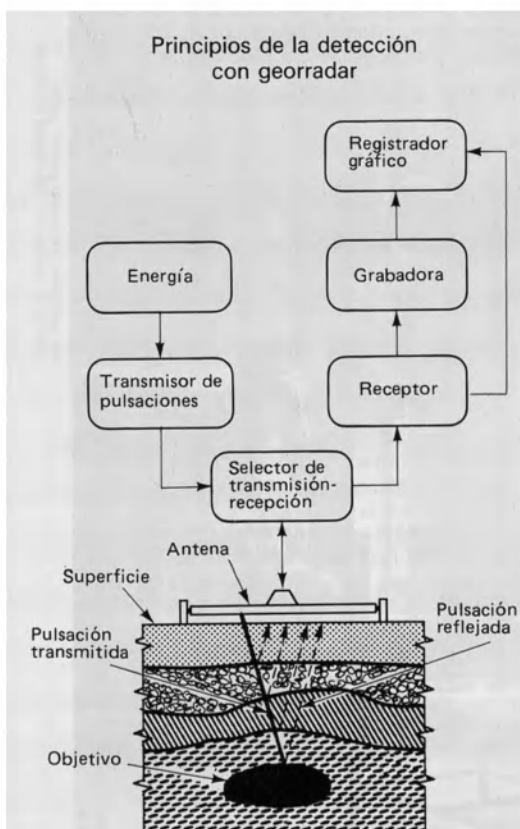 Principios de la detección
con georradar
Registrador
gráfico
Energía
Grabadora
Transmisor de
pulsaciones
Receptor
Selector de
transmisión-
recepción
Antena
Superficie
Pulsación
transmitida
Pulsación
reflejada
Objetivo